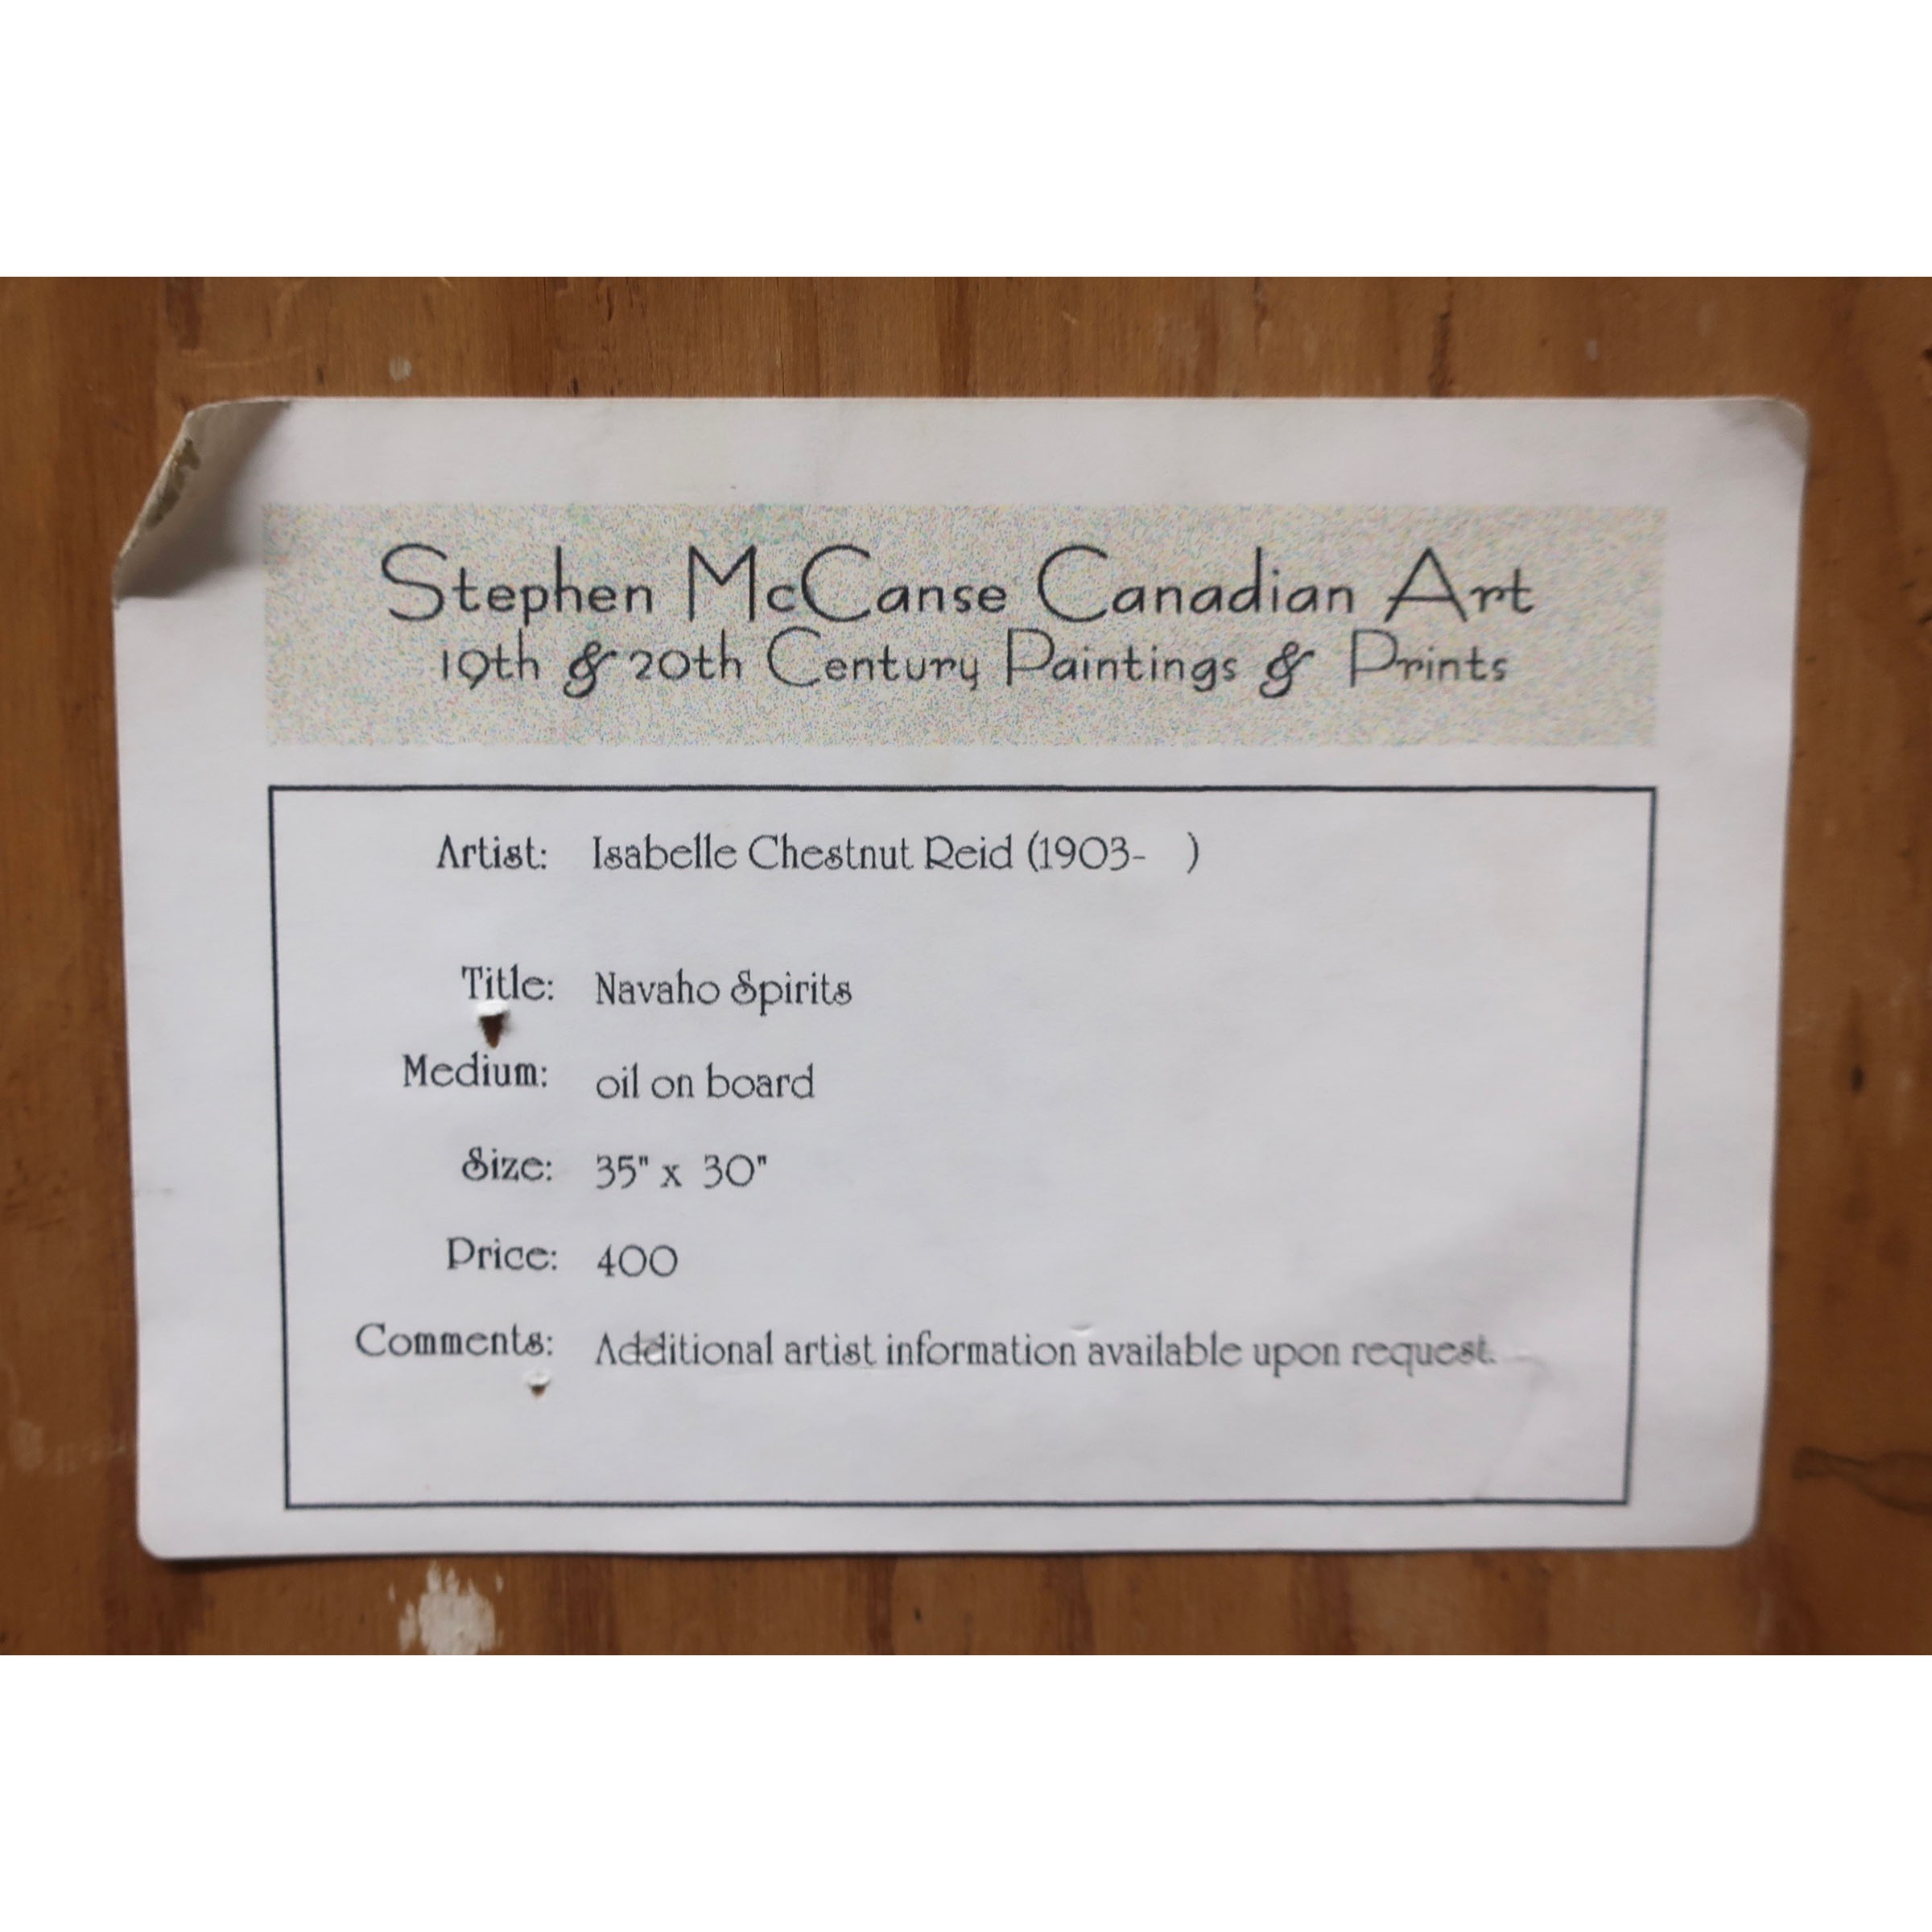 Stephen McCanse Canadian Art
19th & 20th Century Paintings & Prints
Artist: Isabelle Chestnut Reid (1903- )
Title: Navaho Spirits
Medium: oil on board
Size: 35" x 30"
Price: 400
Comments: Additional artist information available upon request.